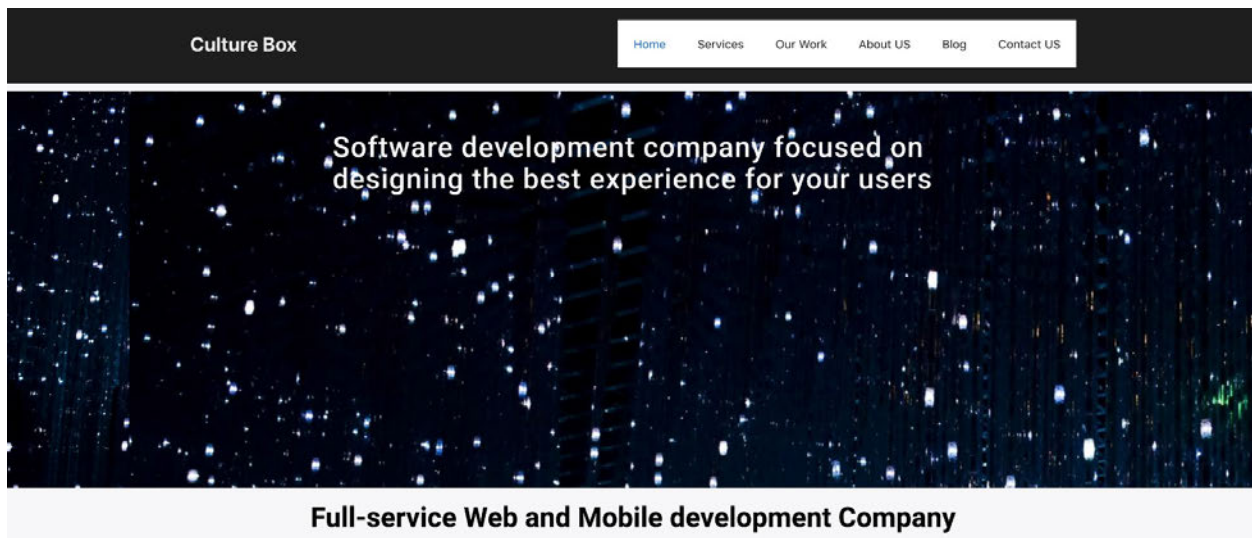 Culture Box
Home Services Our Work About US Blog Contact US
Software development company focused on
designing the best experience for your users
Full-service Web and Mobile development Company